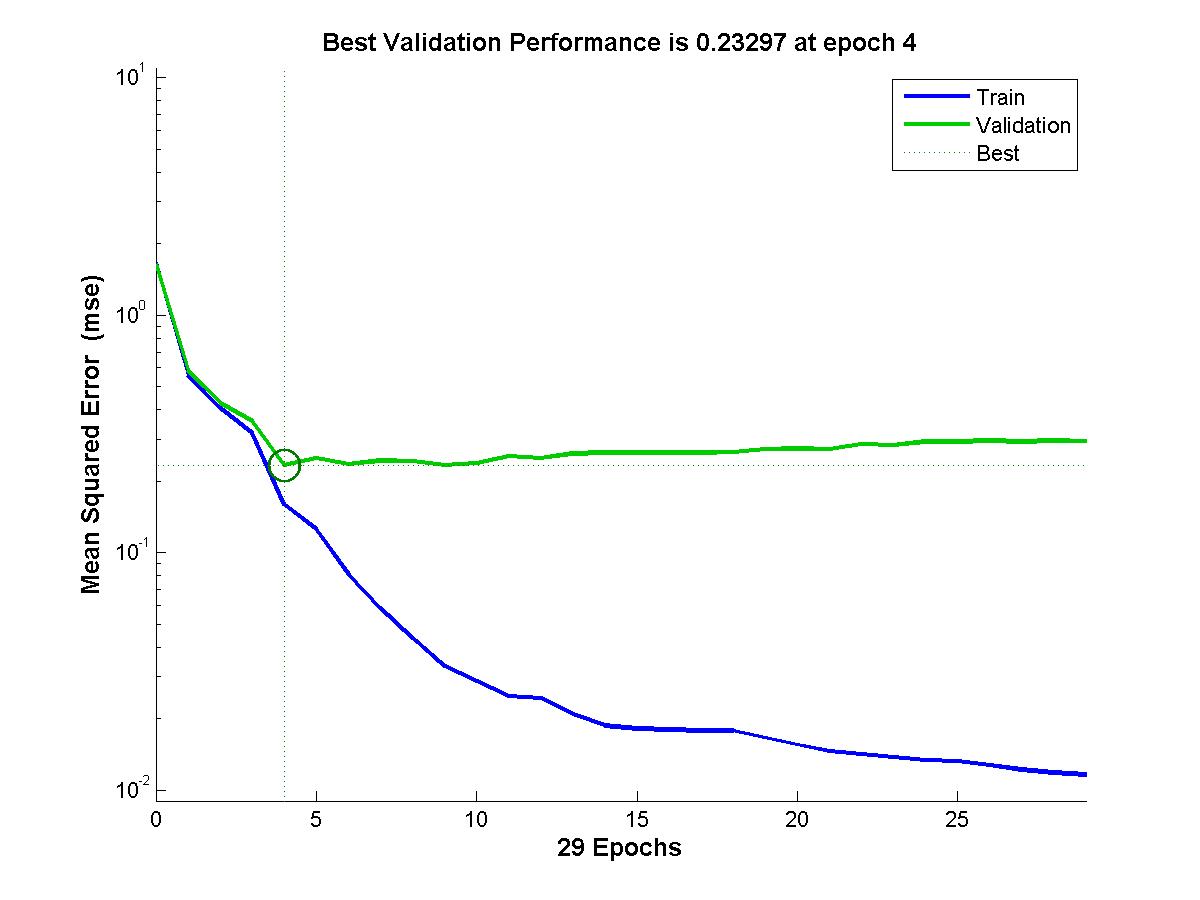 Best Validation Performance is 0.23297 at epoch 4
10^1
10^0
10^-1
10^-2
Mean Squared Error (mse)
Train
Validation
Best
0 5 10 15 20 25
29 Epochs